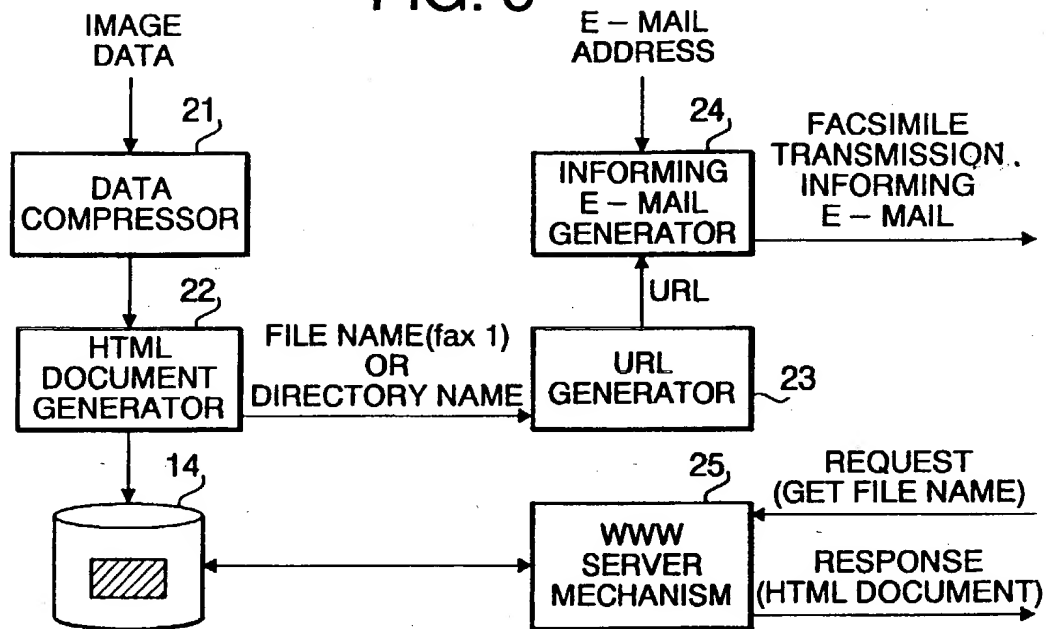 FIG.
IMAGE
DATA
21
DATA
COMPRESSOR
22
HTML
DOCUMENT
GENERATOR
FILE NAME(fax 1)
OR
DIRECTORY NAME
14
E – MAIL
ADDRESS
24
INFORMING
E – MAIL
GENERATOR
FACSIMILE
TRANSMISSION
INFORMING
E – MAIL
URL
URL
GENERATOR
23
25
WWW
SERVER
MECHANISM
REQUEST
(GET FILE NAME)
RESPONSE
(HTML DOCUMENT)